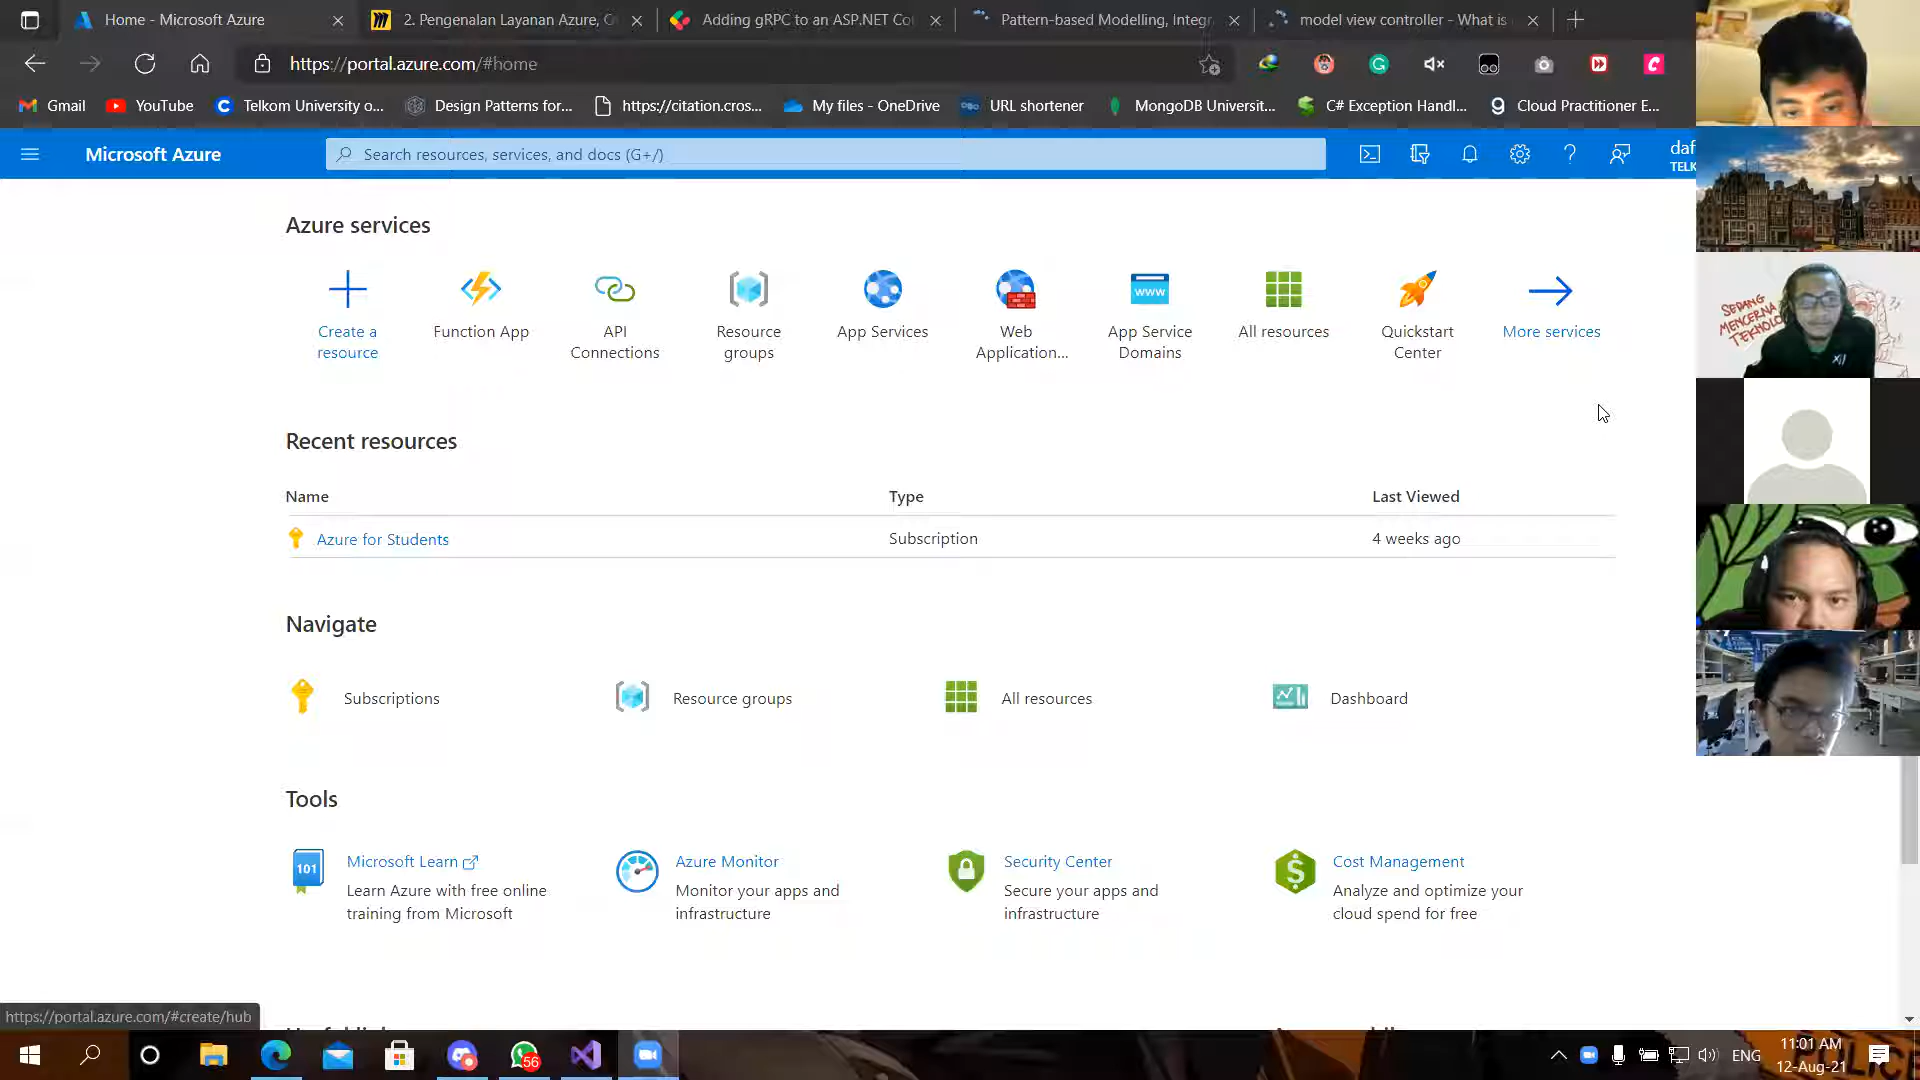 Home - Microsoft Azure
2. Pengenalan Layanan Azure, C
Adding gRPC to an ASP.NET Co
Pattern-based Modelling, Integr
model view controller - What is
https://portal.azure.com/#home
Gmail
YouTube
Telkom University o...
Design Patterns for...
https://citation.cros...
My files - OneDrive
URL shortener
MongoDB Universit...
C# Exception Handl...
Cloud Practitioner E...
Microsoft Azure
Search resources, services, and docs (G+/)
daf
TELK
Azure services
Create a
resource
Function App
API
Connections
Resource
groups
App Services
Web
Application...
WWW
App Service
Domains
All resources
Quickstart
Center
More services
SEDANG
MENCERNA
TEKNOLO
Recent resources
Name
Type
Last Viewed
Azure for Students
Subscription
4 weeks ago
Navigate
Subscriptions
Resource groups
All resources
Dashboard
Tools
101
Microsoft Learn
Learn Azure with free online
training from Microsoft
Azure Monitor
Monitor your apps and
infrastructure
Security Center
Secure your apps and
infrastructure
Cost Management
Analyze and optimize your
cloud spend for free
https://portal.azure.com/#create/hub
56
ENG
11:01 AM
12-Aug-21